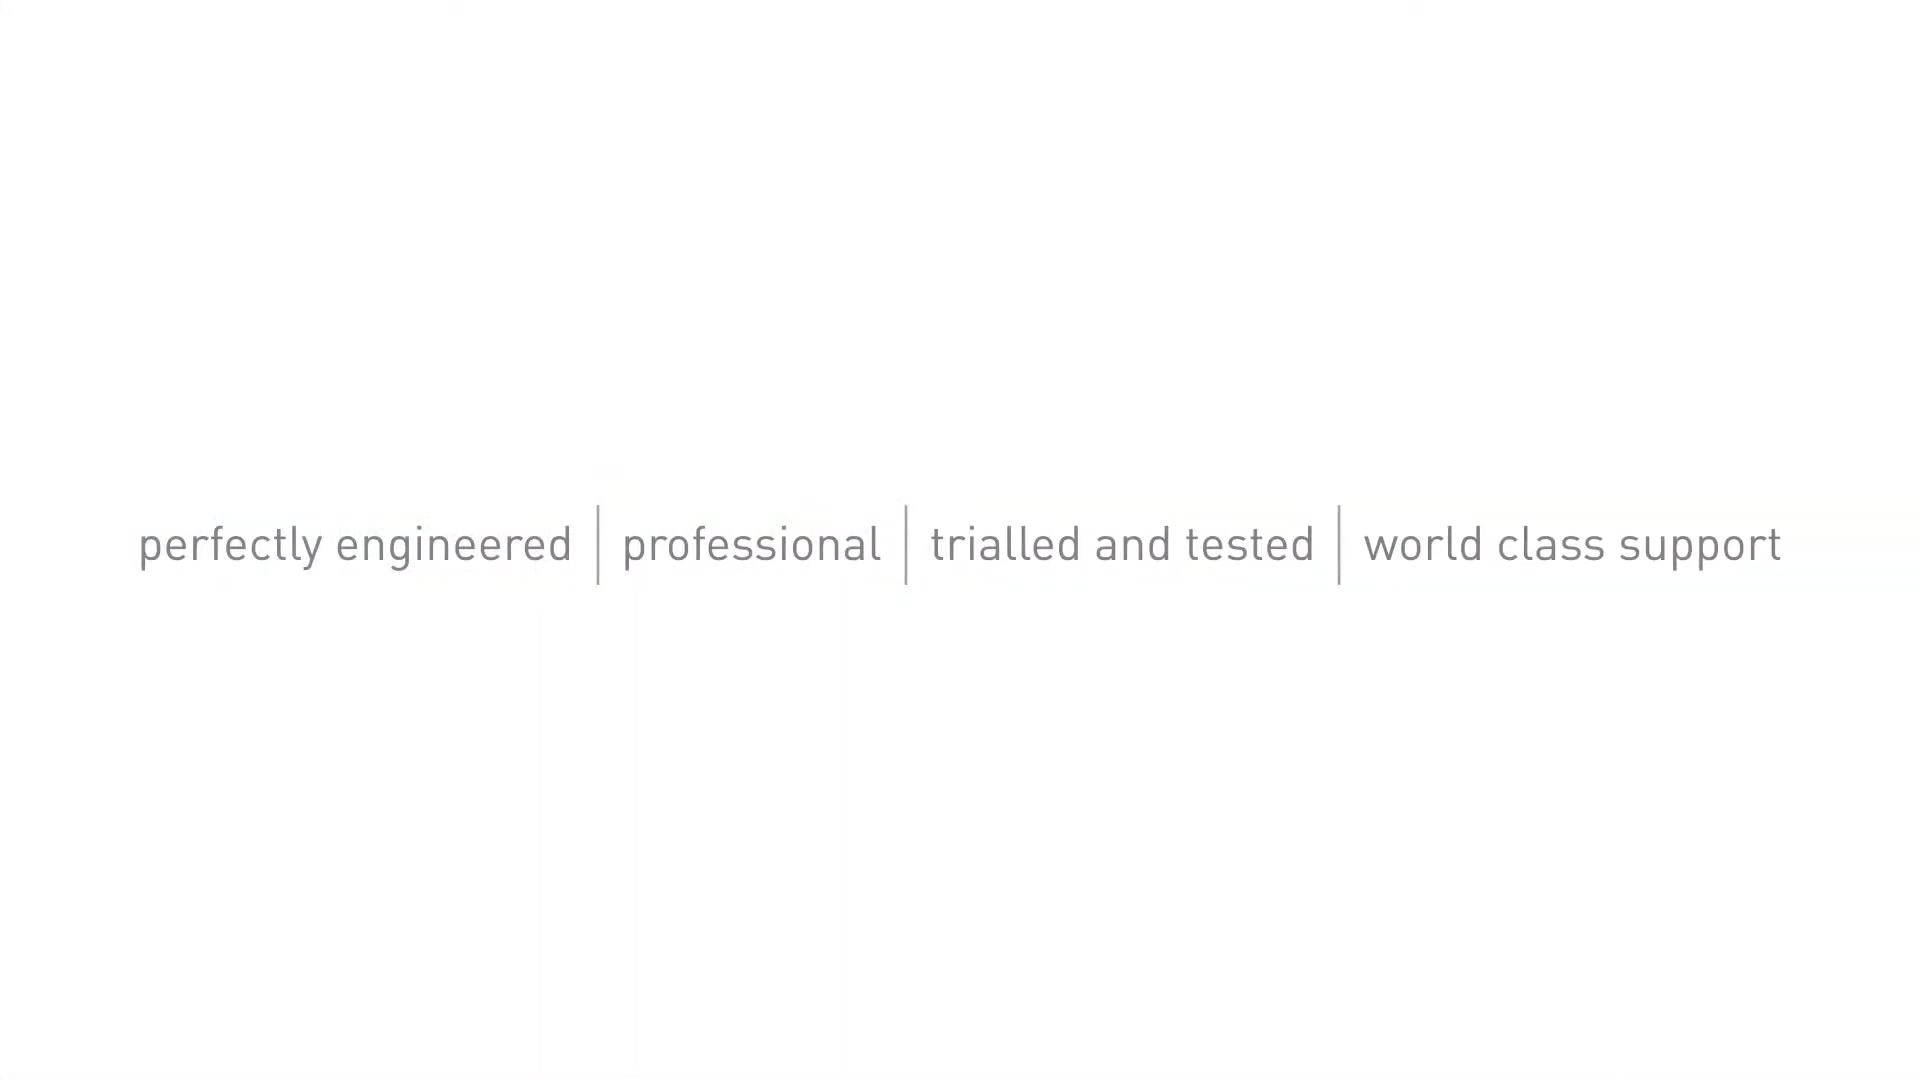 perfectly engineered | professional | trialled and tested | world class support